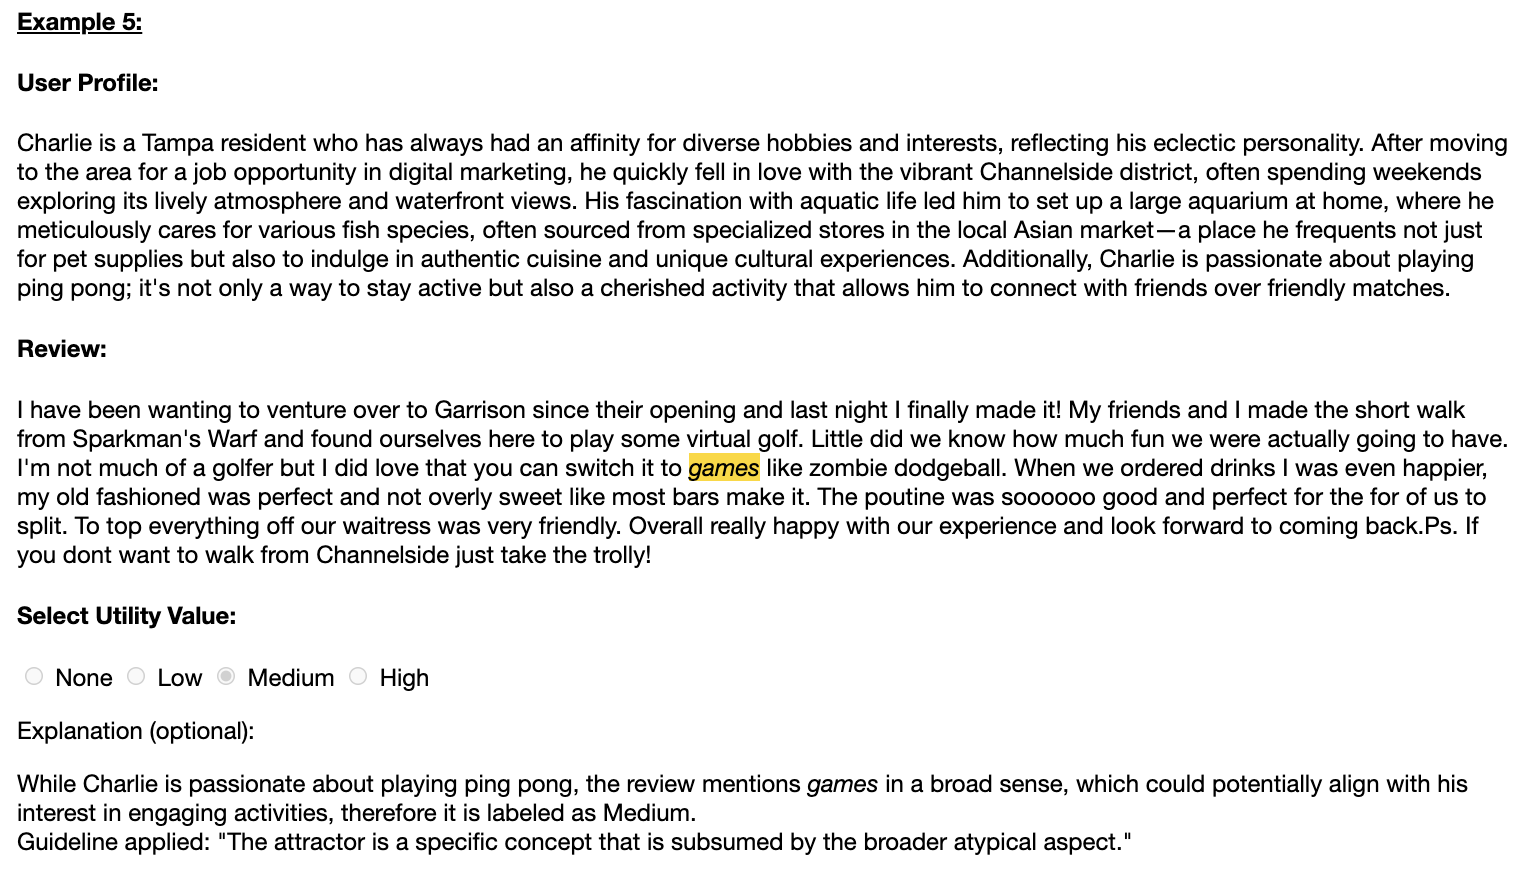 Example 5:
User Profile:
Charlie is a Tampa resident who has always had an affinity for diverse hobbies and interests, reflecting his eclectic personality. After moving
to the area for a job opportunity in digital marketing, he quickly fell in love with the vibrant Channelside district, often spending weekends
exploring its lively atmosphere and waterfront views. His fascination with aquatic life led him to set up a large aquarium at home, where he
meticulously cares for various fish species, often sourced from specialized stores in the local Asian market—a place he frequents not just
for pet supplies but also to indulge in authentic cuisine and unique cultural experiences. Additionally, Charlie is passionate about playing
ping pong; it's not only a way to stay active but also a cherished activity that allows him to connect with friends over friendly matches.
Review:
I have been wanting to venture over to Garrison since their opening and last night I finally made it! My friends and I made the short walk
from Sparkman's Warf and found ourselves here to play some virtual golf. Little did we know how much fun we were actually going to have.
I'm not much of a golfer but I did love that you can switch it to games like zombie dodgeball. When we ordered drinks I was even happier,
my old fashioned was perfect and not overly sweet like most bars make it. The poutine was soooooo good and perfect for the for of us to
split. To top everything off our waitress was very friendly. Overall really happy with our experience and look forward to coming back.Ps. If
you dont want to walk from Channelside just take the trolly!
Select Utility Value:
None Low Medium High
Explanation (optional):
While Charlie is passionate about playing ping pong, the review mentions games in a broad sense, which could potentially align with his
interest in engaging activities, therefore it is labeled as Medium.
Guideline applied: "The attractor is a specific concept that is subsumed by the broader atypical aspect."